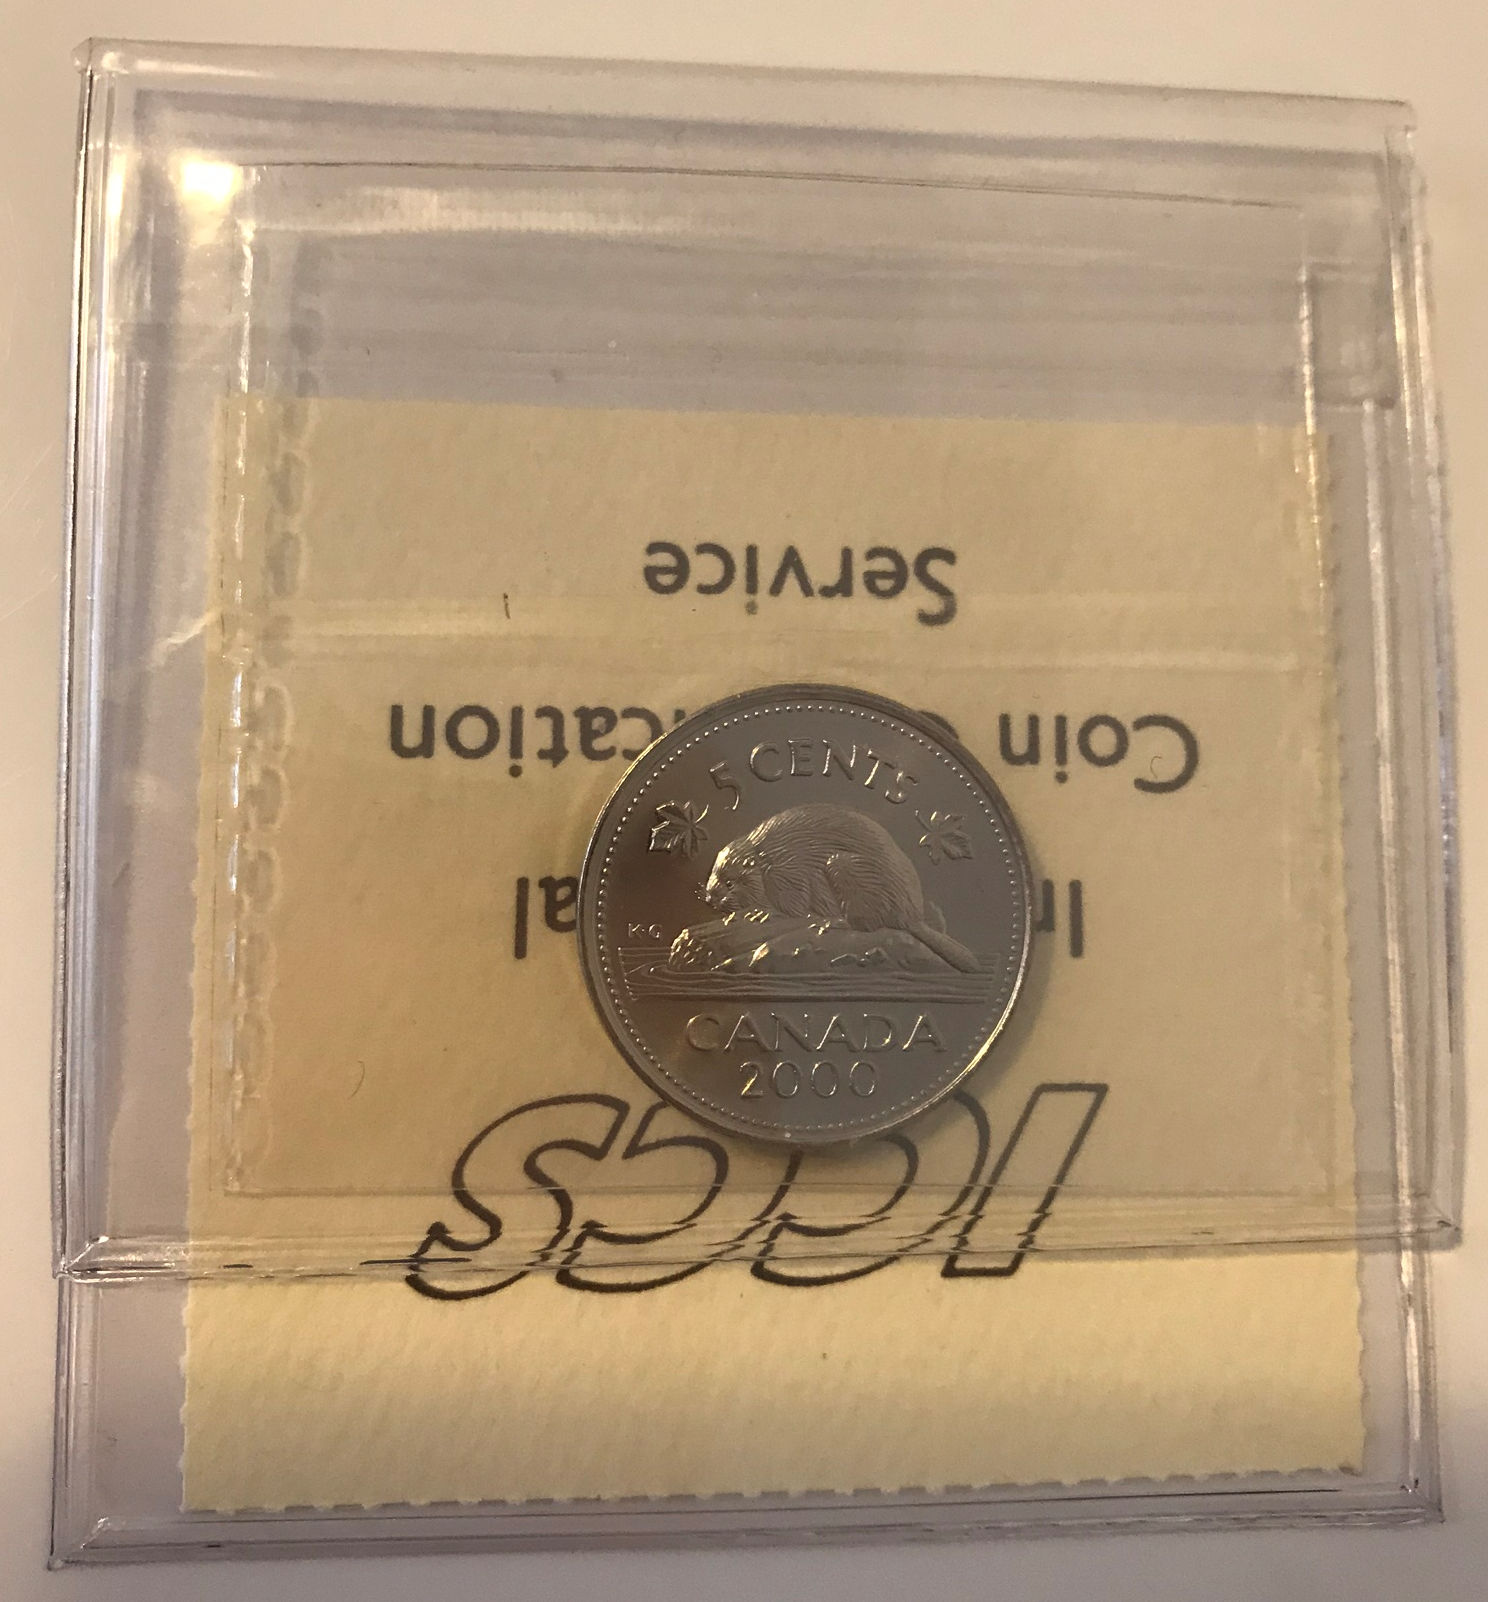 5 CENTS
K·G
CANADA
2000
ICCS
Coin
Service